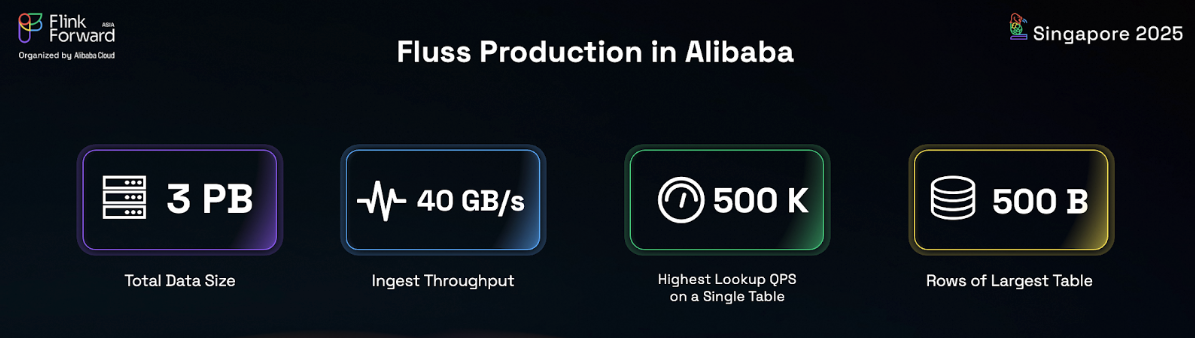 Flink
Forward
ASIA
Organized by Alibaba Cloud
Singapore 2025
Fluss Production in Alibaba
3 PB
40 GB/s
500 K
500 B
Total Data Size
Ingest Throughput
Highest Lookup QPS
on a Single Table
Rows of Largest Table